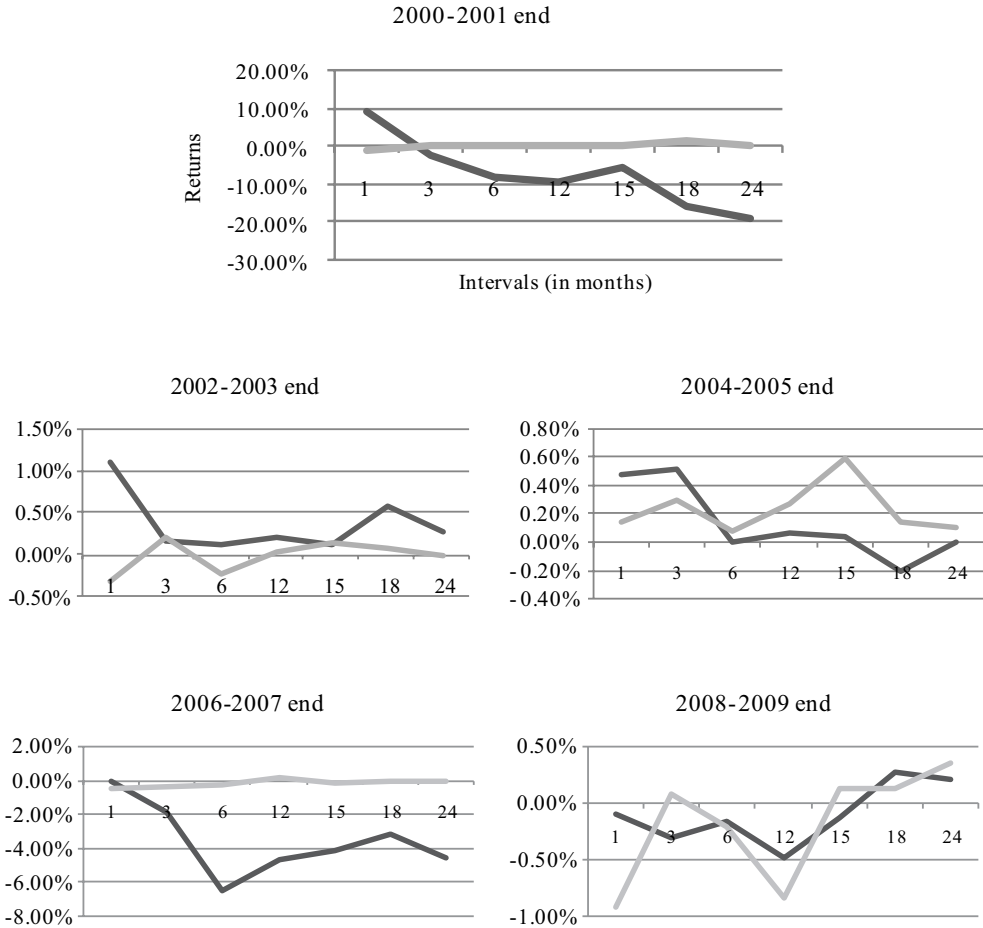 2000-2001 end
20.00%
10.00%
0.00%
-10.00%
-20.00%
-30.00%
Returns
1 3 6 12 15 18 24
Intervals (in months)
2002-2003 end
1.50%
1.00%
0.50%
0.00%
-0.50%
1 3 6 12 15 18 24
2004-2005 end
0.80%
0.60%
0.40%
0.20%
0.00%
-0.20%
-0.40%
1 3 6 12 15 18 24
2006-2007 end
2.00%
0.00%
-2.00%
-4.00%
-6.00%
-8.00%
1 3 6 12 15 18 24
2008-2009 end
0.50%
0.00%
-0.50%
-1.00%
1 3 6 12 15 18 24